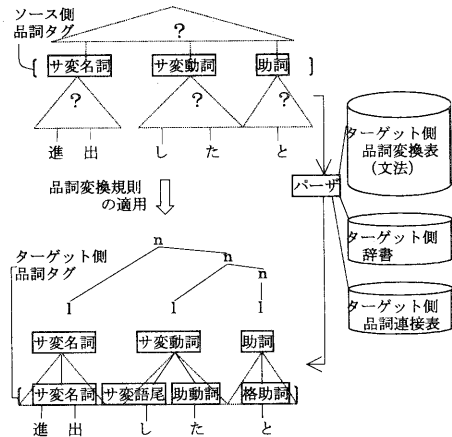 ソース側
品詞タグ
?
サ変名詞 サ変動詞 助詞
? ? ?
進 出 し た と
品詞変換規則
の適用
パーザ
ターゲット側
品詞変換表
(文法)
ターゲット側
辞書
ターゲット側
品詞連接表
ターゲット側
品詞タグ
n
n
n
l l l
サ変名詞 サ変動詞 助詞
サ変名詞 サ変語尾 助動詞 格助詞
進 出 し た と